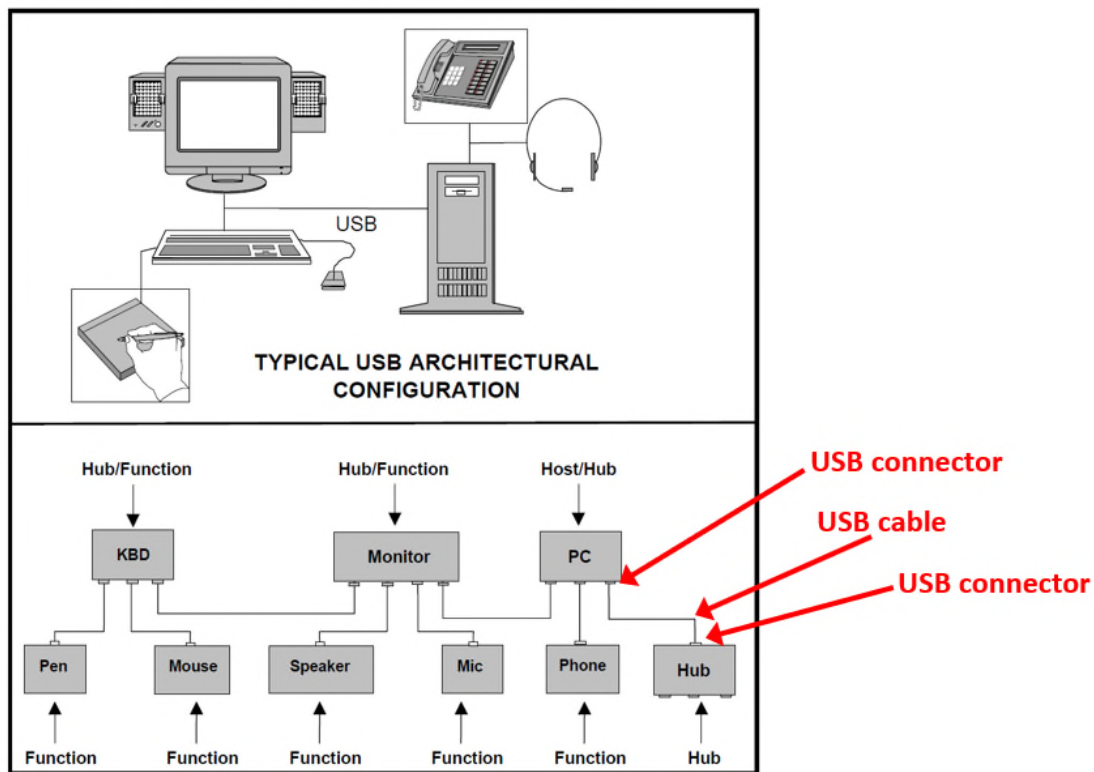 USB
TYPICAL USB ARCHITECTURAL
CONFIGURATION
Hub/Function
Hub/Function
Host/Hub
USB connector
USB cable
KBD
Monitor
PC
USB connector
Pen
Mouse
Speaker
Mic
Phone
Hub
Function
Function
Function
Function
Function
Hub